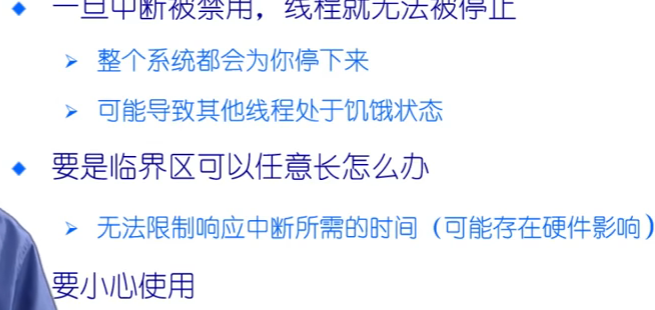 一旦中断被禁用，线程就无法被停止
整个系统都会为你停下来
可能导致其他线程处于饥饿状态
要是临界区可以任意长怎么办
无法限制响应中断所需的时间（可能存在硬件影响）
要小心使用